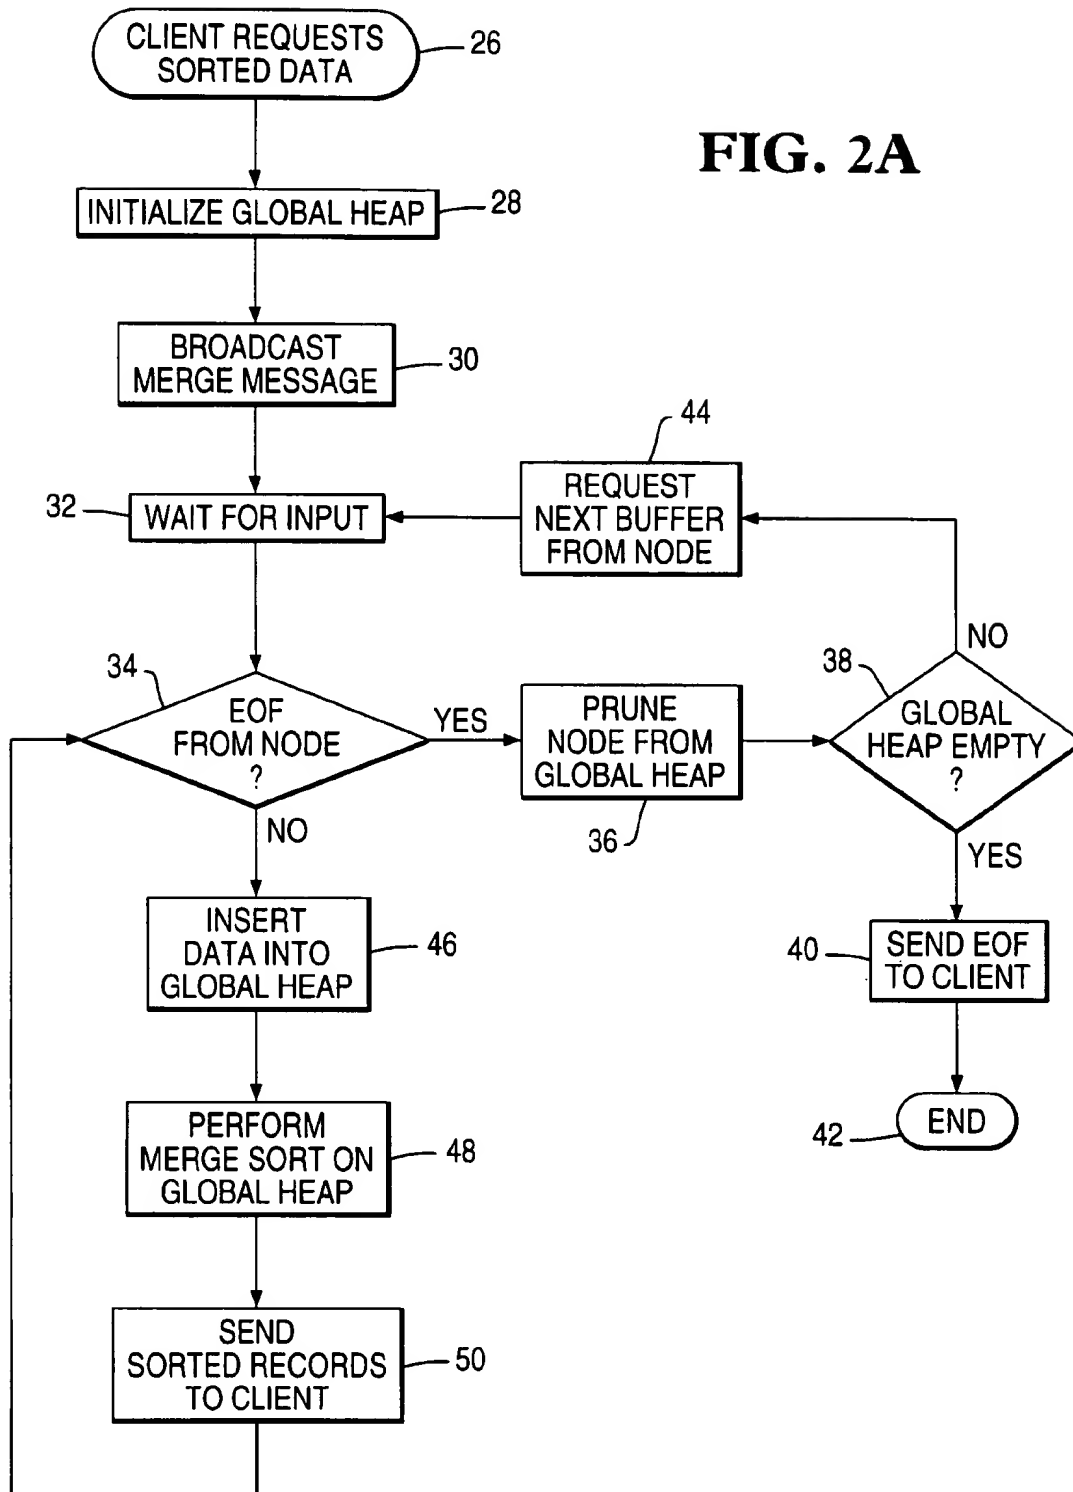 CLIENT REQUESTS
SORTED DATA
26
FIG. 2A
INITIALIZE GLOBAL HEAP
28
BROADCAST
MERGE MESSAGE
30
44
REQUEST
NEXT BUFFER
FROM NODE
32
WAIT FOR INPUT
NO
34
EOF
FROM NODE
?
YES
PRUNE
NODE FROM
GLOBAL HEAP
36
38
GLOBAL
HEAP EMPTY
?
NO
YES
INSERT
DATA INTO
GLOBAL HEAP
46
40
SEND EOF
TO CLIENT
PERFORM
MERGE SORT ON
GLOBAL HEAP
48
42
END
SEND
SORTED RECORDS
TO CLIENT
50